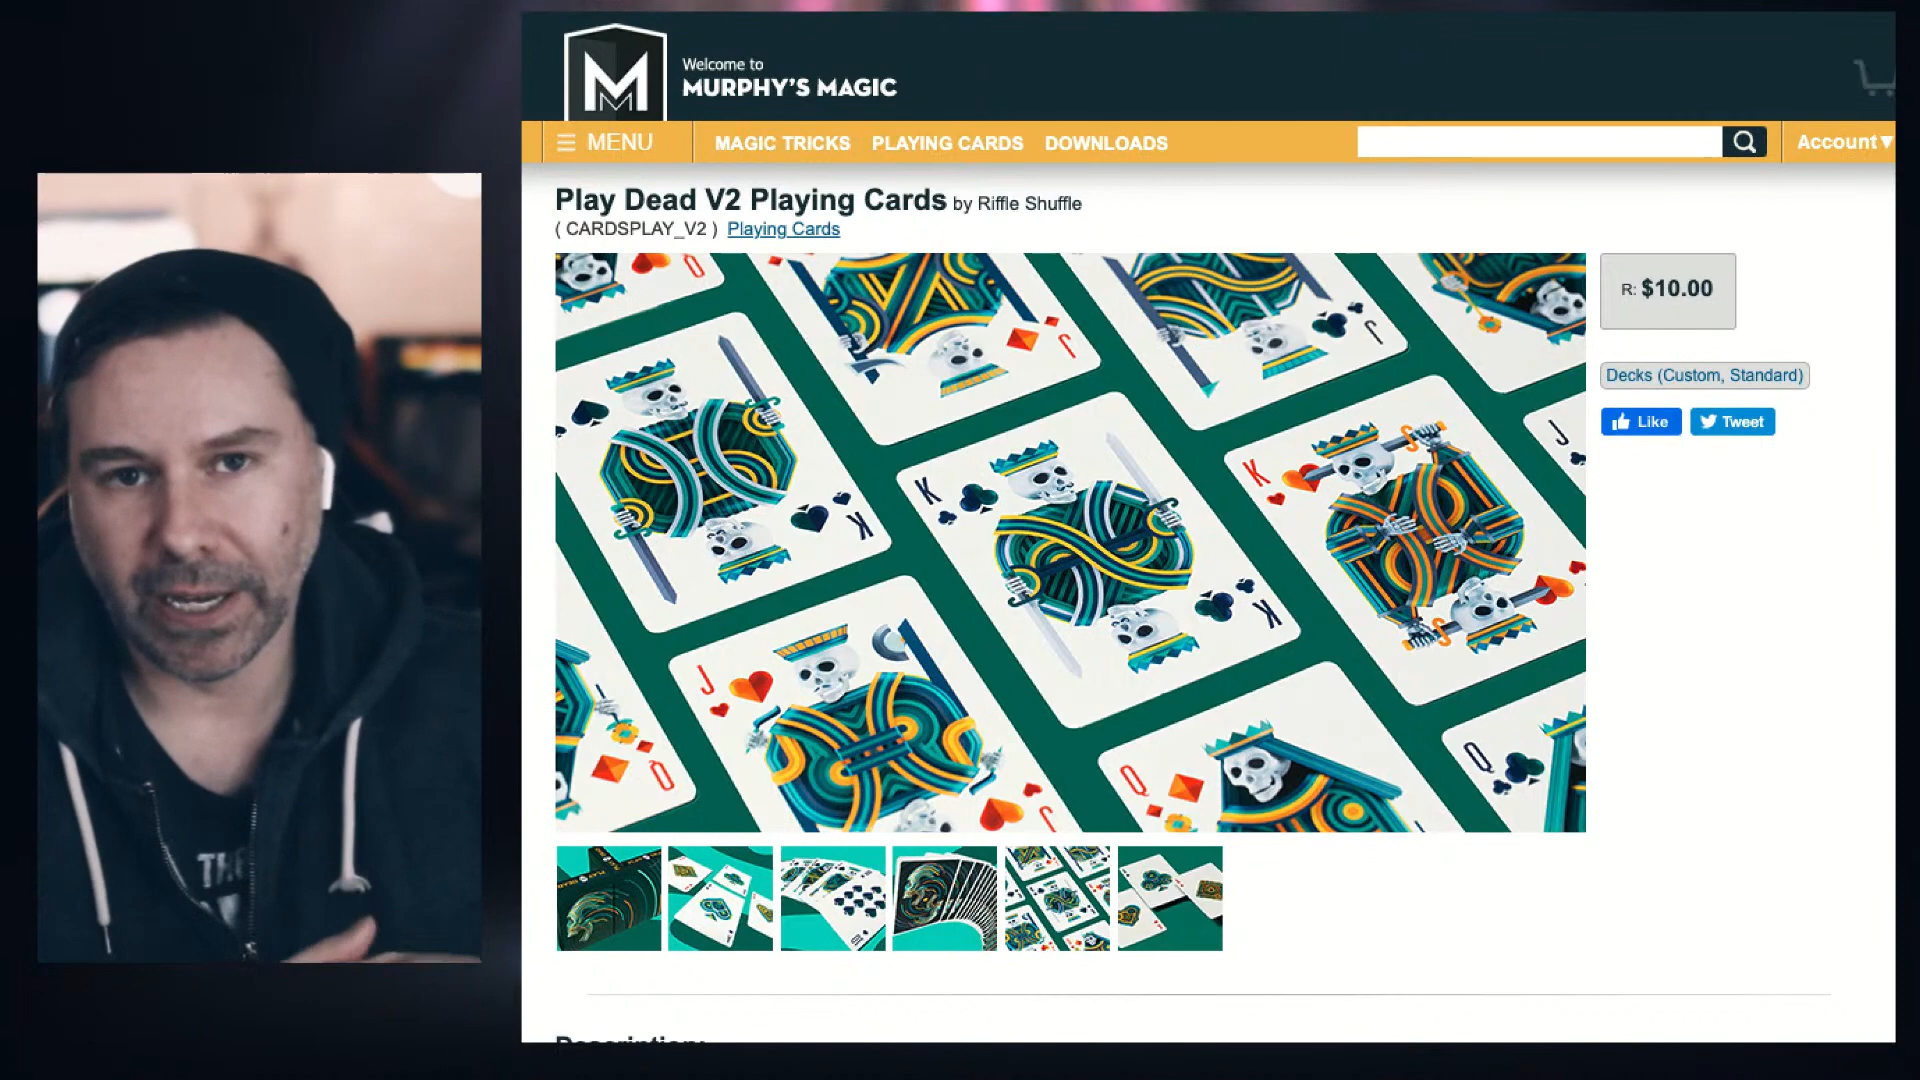 Welcome to
MURPHY'S MAGIC
MENU
MAGIC TRICKS
PLAYING CARDS
DOWNLOADS
Account▼
Play Dead V2 Playing Cards by Riffle Shuffle
( CARDSPLAY_V2 ) Playing Cards
R: $10.00
Decks (Custom, Standard)
Like
Tweet
Q
J
J
K
K
K
K
J
J
J
Q
Q
Q
Description: